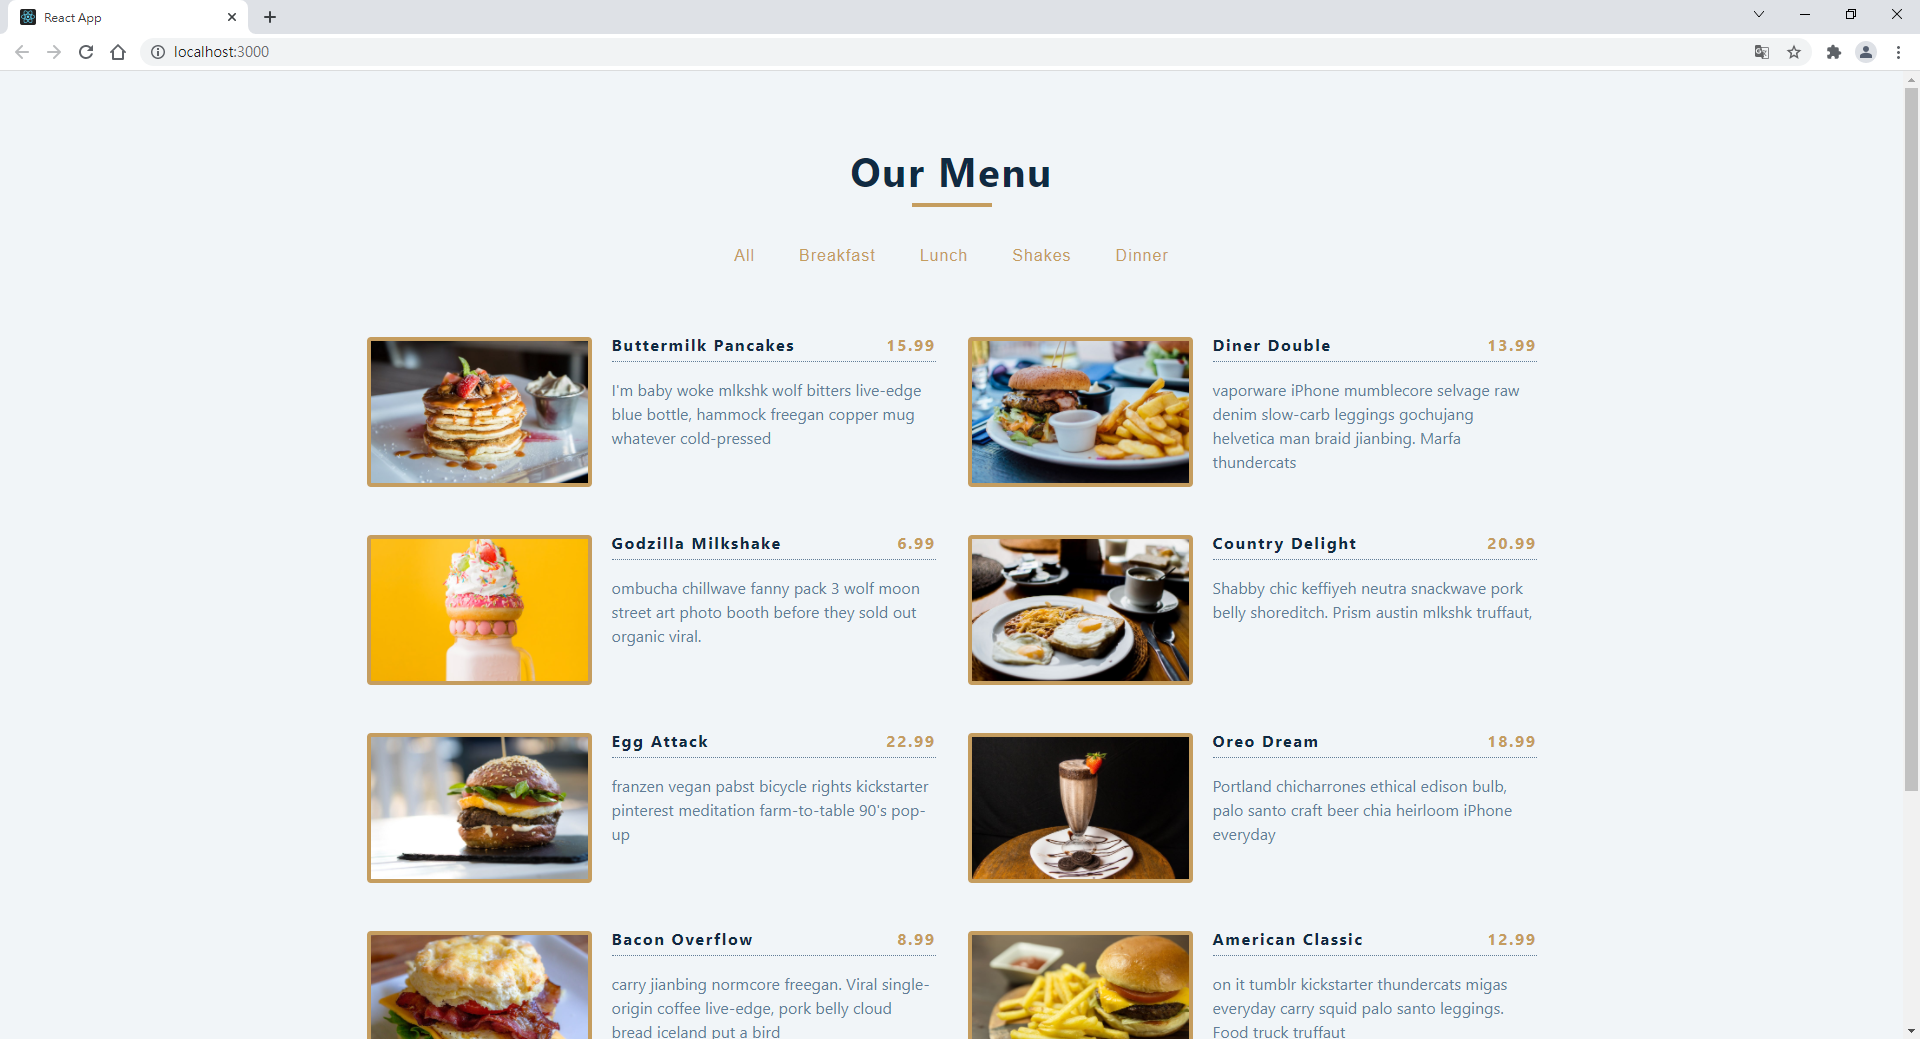 React App
localhost:3000
Our Menu
All Breakfast Lunch Shakes Dinner
Buttermilk Pancakes 15.99
I'm baby woke mlkshk wolf bitters live-edge
blue bottle, hammock freegan copper mug
whatever cold-pressed
Diner Double 13.99
vaporware iPhone mumblecore selvage raw
denim slow-carb leggings gochujang
helvetica man braid jianbing. Marfa
thundercats
Godzilla Milkshake 6.99
ombucha chillwave fanny pack 3 wolf moon
street art photo booth before they sold out
organic viral.
Country Delight 20.99
Shabby chic keffiyeh neutra snackwave pork
belly shoreditch. Prism austin mlkshk truffaut,
Egg Attack 22.99
franzen vegan pabst bicycle rights kickstarter
pinterest meditation farm-to-table 90's pop-
up
Oreo Dream 18.99
Portland chicharrones ethical edison bulb,
palo santo craft beer chia heirloom iPhone
everyday
Bacon Overflow 8.99
carry jianbing normcore freegan. Viral single-
origin coffee live-edge, pork belly cloud
bread iceland put a bird
American Classic 12.99
on it tumblr kickstarter thundercats migas
everyday carry squid palo santo leggings.
Food truck truffaut